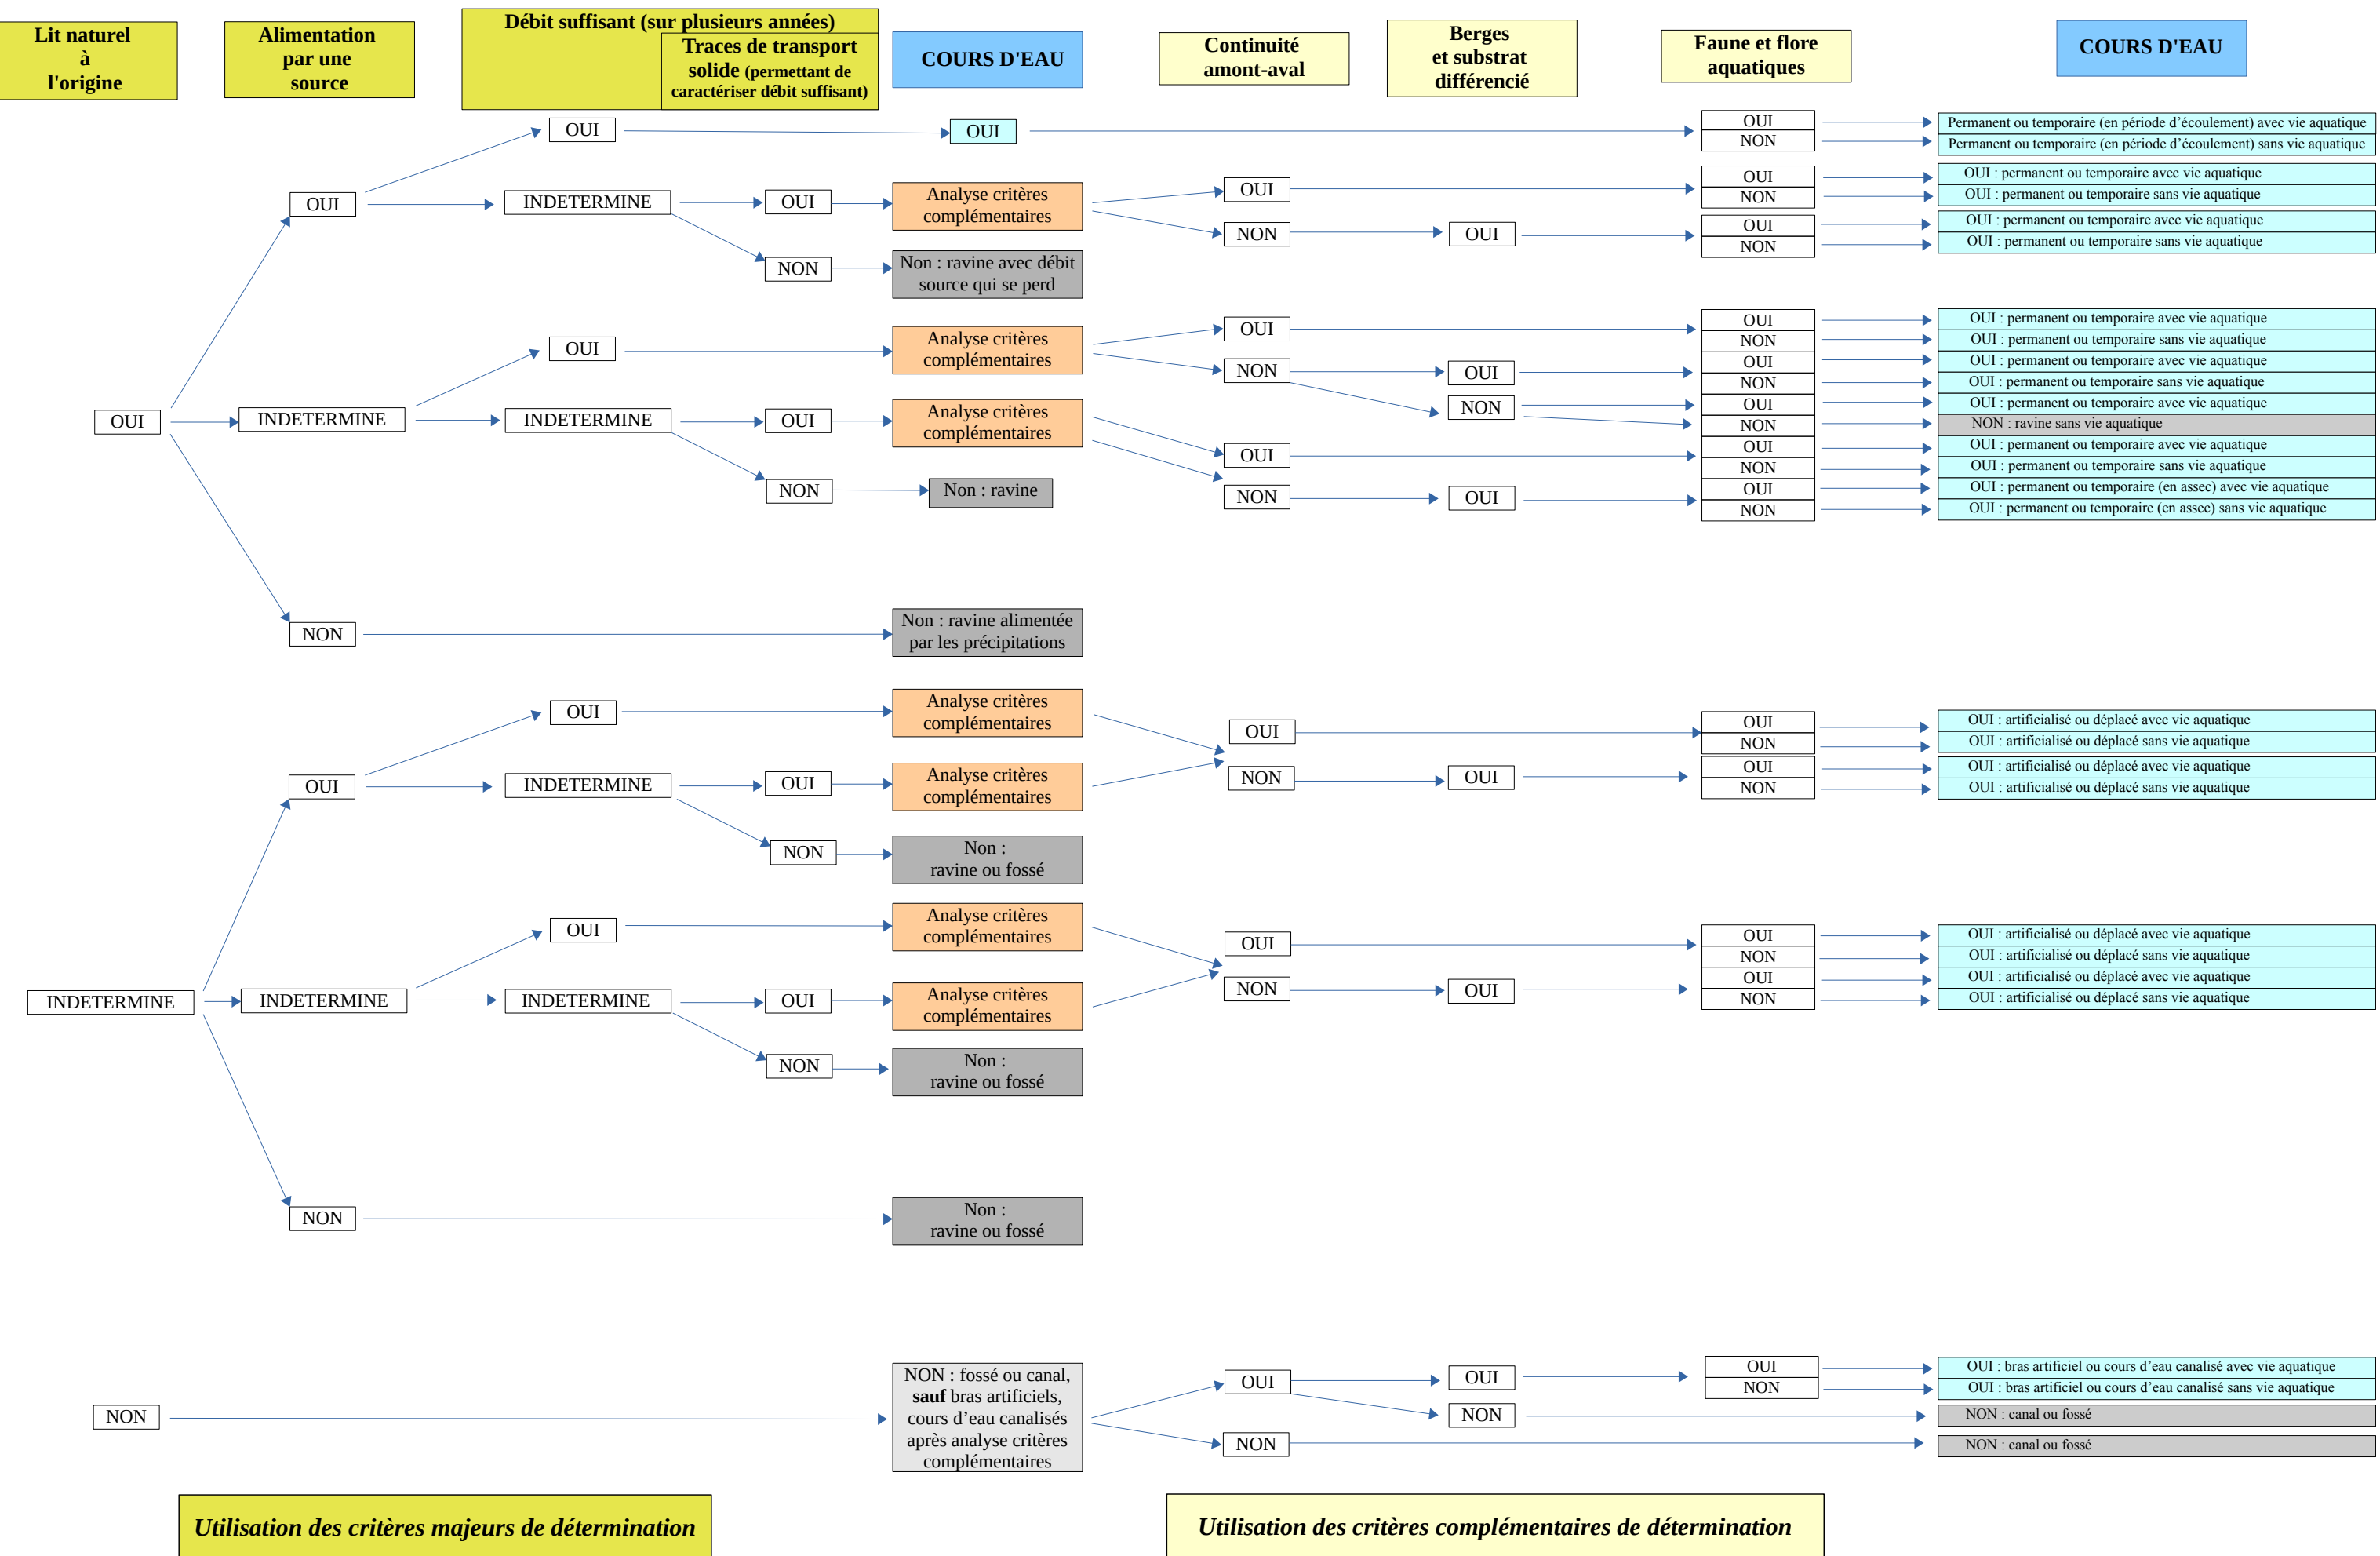 Lit naturel
à
l'origine
Alimentation
par une
source
Débit suffisant (sur plusieurs années)
Traces de transport
solide (permettant de
caractériser débit suffisant)
COURS D'EAU
Continuité
amont-aval
Berges
et substrat
différencié
Faune et flore
aquatiques
COURS D'EAU
OUI
OUI
OUI
NON
Permanent ou temporaire (en période d’écoulement) avec vie aquatique
Permanent ou temporaire (en période d’écoulement) sans vie aquatique
OUI
INDETERMINE
OUI
Analyse critères
complémentaires
OUI
OUI
NON
OUI : permanent ou temporaire avec vie aquatique
OUI : permanent ou temporaire sans vie aquatique
NON
OUI
OUI
NON
OUI : permanent ou temporaire avec vie aquatique
OUI : permanent ou temporaire sans vie aquatique
NON
Non : ravine avec débit
source qui se perd
OUI
Analyse critères
complémentaires
OUI
OUI
NON
OUI : permanent ou temporaire avec vie aquatique
OUI : permanent ou temporaire sans vie aquatique
NON
OUI
OUI
NON
OUI : permanent ou temporaire avec vie aquatique
OUI : permanent ou temporaire sans vie aquatique
NON
OUI
NON
OUI : permanent ou temporaire avec vie aquatique
NON : ravine sans vie aquatique
OUI
INDETERMINE
INDETERMINE
OUI
Analyse critères
complémentaires
OUI
OUI
NON
OUI : permanent ou temporaire avec vie aquatique
OUI : permanent ou temporaire sans vie aquatique
NON
Non : ravine
NON
OUI
OUI
NON
OUI : permanent ou temporaire (en assec) avec vie aquatique
OUI : permanent ou temporaire (en assec) sans vie aquatique
NON
Non : ravine alimentée
par les précipitations
OUI
Analyse critères
complémentaires
OUI
OUI
NON
OUI : artificialisé ou déplacé avec vie aquatique
OUI : artificialisé ou déplacé sans vie aquatique
OUI
INDETERMINE
OUI
Analyse critères
complémentaires
NON
OUI
OUI
NON
OUI : artificialisé ou déplacé avec vie aquatique
OUI : artificialisé ou déplacé sans vie aquatique
NON
Non :
ravine ou fossé
OUI
Analyse critères
complémentaires
OUI
OUI
NON
OUI : artificialisé ou déplacé avec vie aquatique
OUI : artificialisé ou déplacé sans vie aquatique
INDETERMINE
INDETERMINE
INDETERMINE
OUI
Analyse critères
complémentaires
NON
OUI
OUI
NON
OUI : artificialisé ou déplacé avec vie aquatique
OUI : artificialisé ou déplacé sans vie aquatique
NON
Non :
ravine ou fossé
NON
Non :
ravine ou fossé
NON
NON : fossé ou canal,
sauf bras artificiels,
cours d’eau canalisés
après analyse critères
complémentaires
OUI
OUI
OUI
NON
OUI : bras artificiel ou cours d’eau canalisé avec vie aquatique
OUI : bras artificiel ou cours d’eau canalisé sans vie aquatique
NON
NON : canal ou fossé
NON
NON : canal ou fossé
Utilisation des critères majeurs de détermination
Utilisation des critères complémentaires de détermination